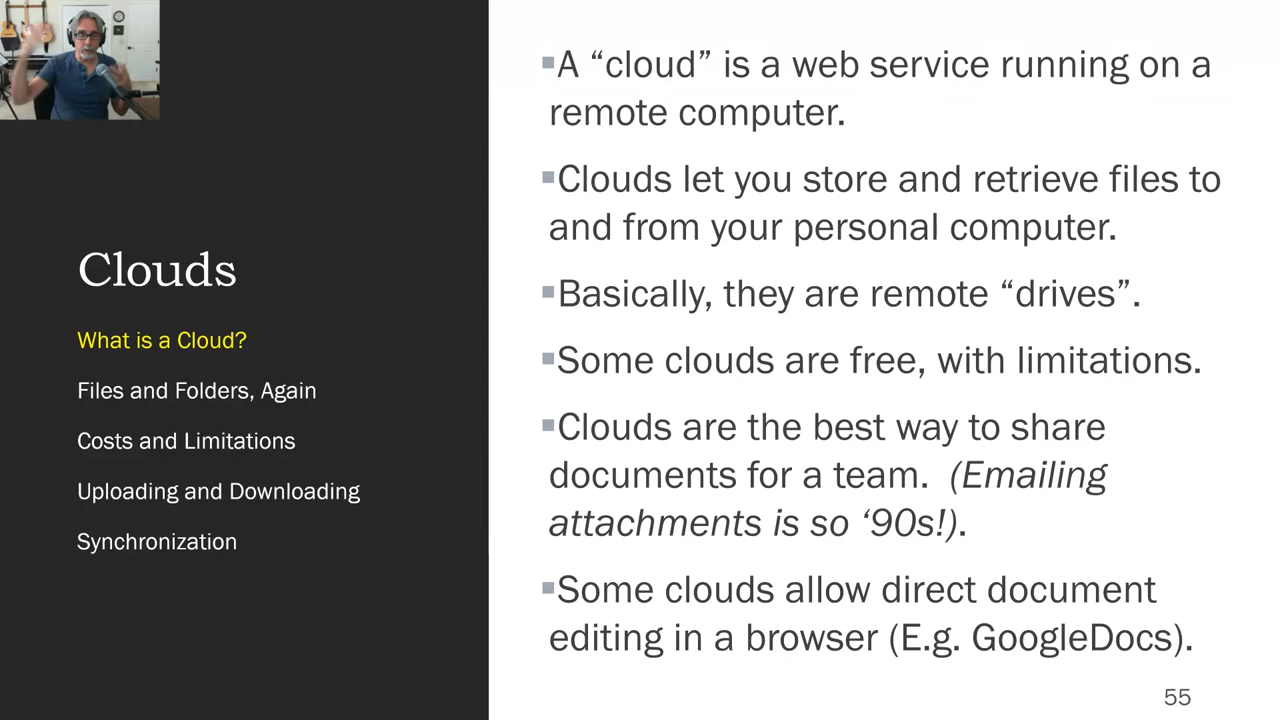 Clouds
What is a Cloud?
Files and Folders, Again
Costs and Limitations
Uploading and Downloading
Synchronization
▪A “cloud” is a web service running on a
remote computer.
▪Clouds let you store and retrieve files to
and from your personal computer.
▪Basically, they are remote “drives”.
▪Some clouds are free, with limitations.
▪Clouds are the best way to share
documents for a team. (Emailing
attachments is so ‘90s!).
▪Some clouds allow direct document
editing in a browser (E.g. GoogleDocs).
55